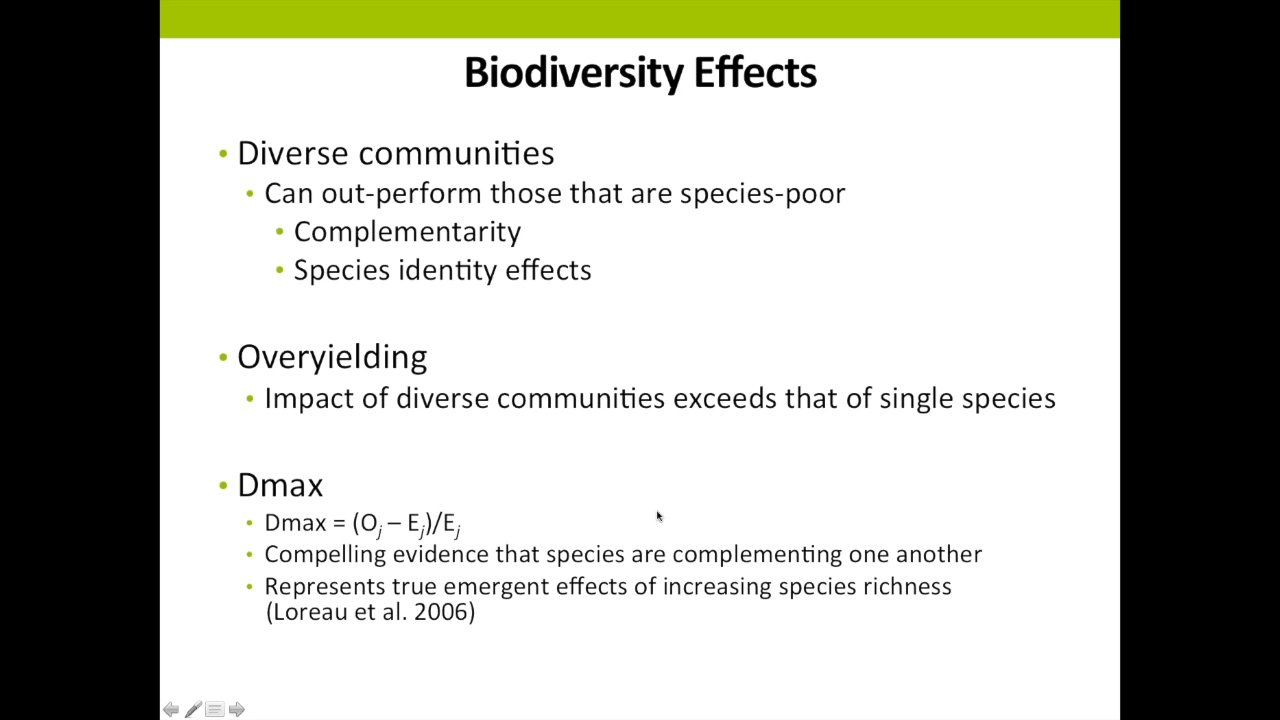 Biodiversity Effects
• Diverse communities
• Can out-perform those that are species-poor
• Complementarity
• Species identity effects
• Overyielding
• Impact of diverse communities exceeds that of single species
• Dmax
• Dmax = (Oj – Ej)/Ej
• Compelling evidence that species are complementing one another
• Represents true emergent effects of increasing species richness
(Loreau et al. 2006)